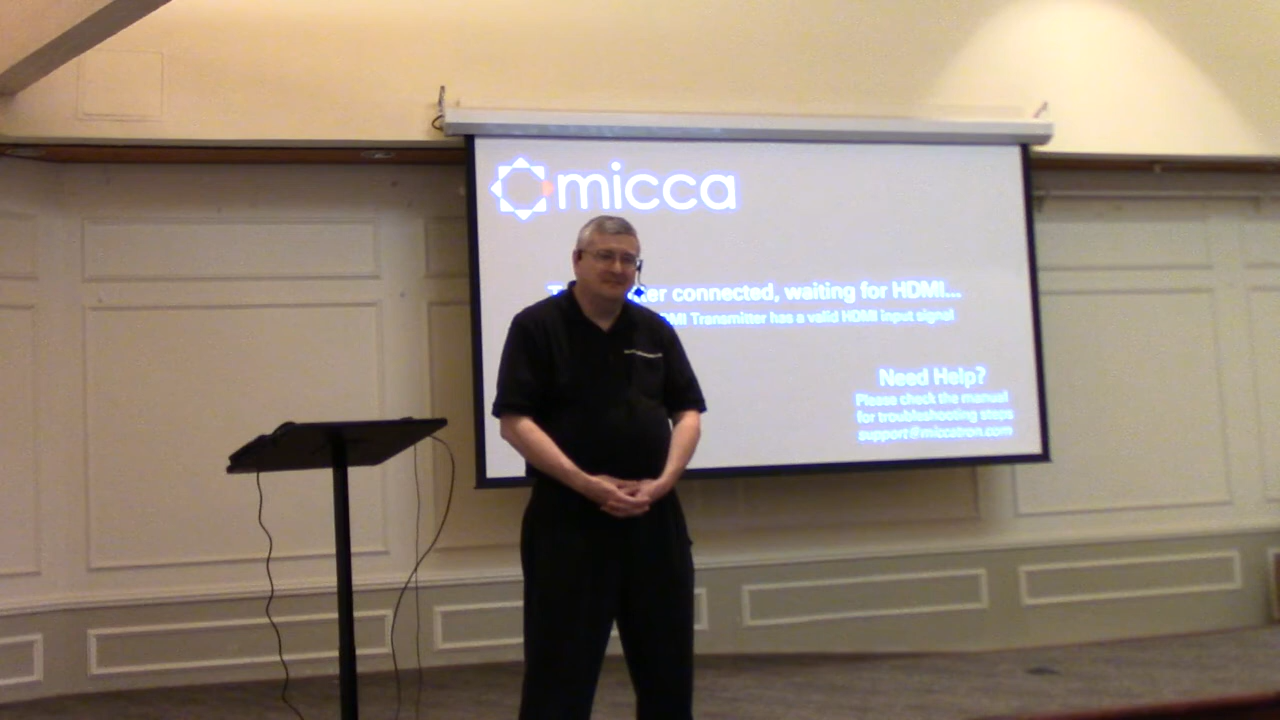 micca
connected, waiting for HDMI...
Transmitter has a valid HDMI input signal
Need Help?
Please check the manual
for troubleshooting steps
support@miccatron.com